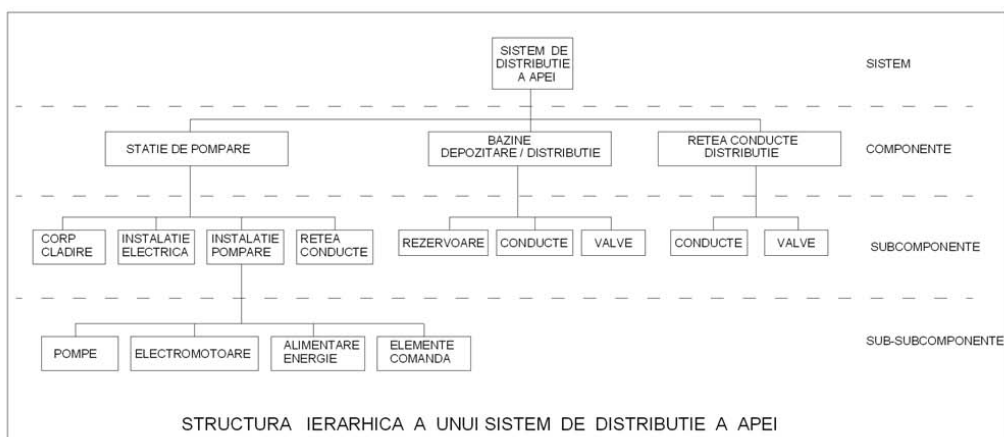 SISTEM DE
DISTRIBUTIE
A APEI
SISTEM
STATIE DE POMPARE
BAZINE
DEPOZITARE / DISTRIBUTIE
RETEA CONDUCTE
DISTRIBUTIE
COMPONENTE
CORP
CLADIRE
INSTALATIE
ELECTRICA
INSTALATIE
POMPARE
RETEA
CONDUCTE
REZERVOARE
CONDUCTE
VALVE
CONDUCTE
VALVE
SUBCOMPONENTE
POMPE
ELECTROMOTOARE
ALIMENTARE
ENERGIE
ELEMENTE
COMANDA
SUB-SUBCOMPONENTE
STRUCTURA IERARHICA A UNUI SISTEM DE DISTRIBUTIE A APEI